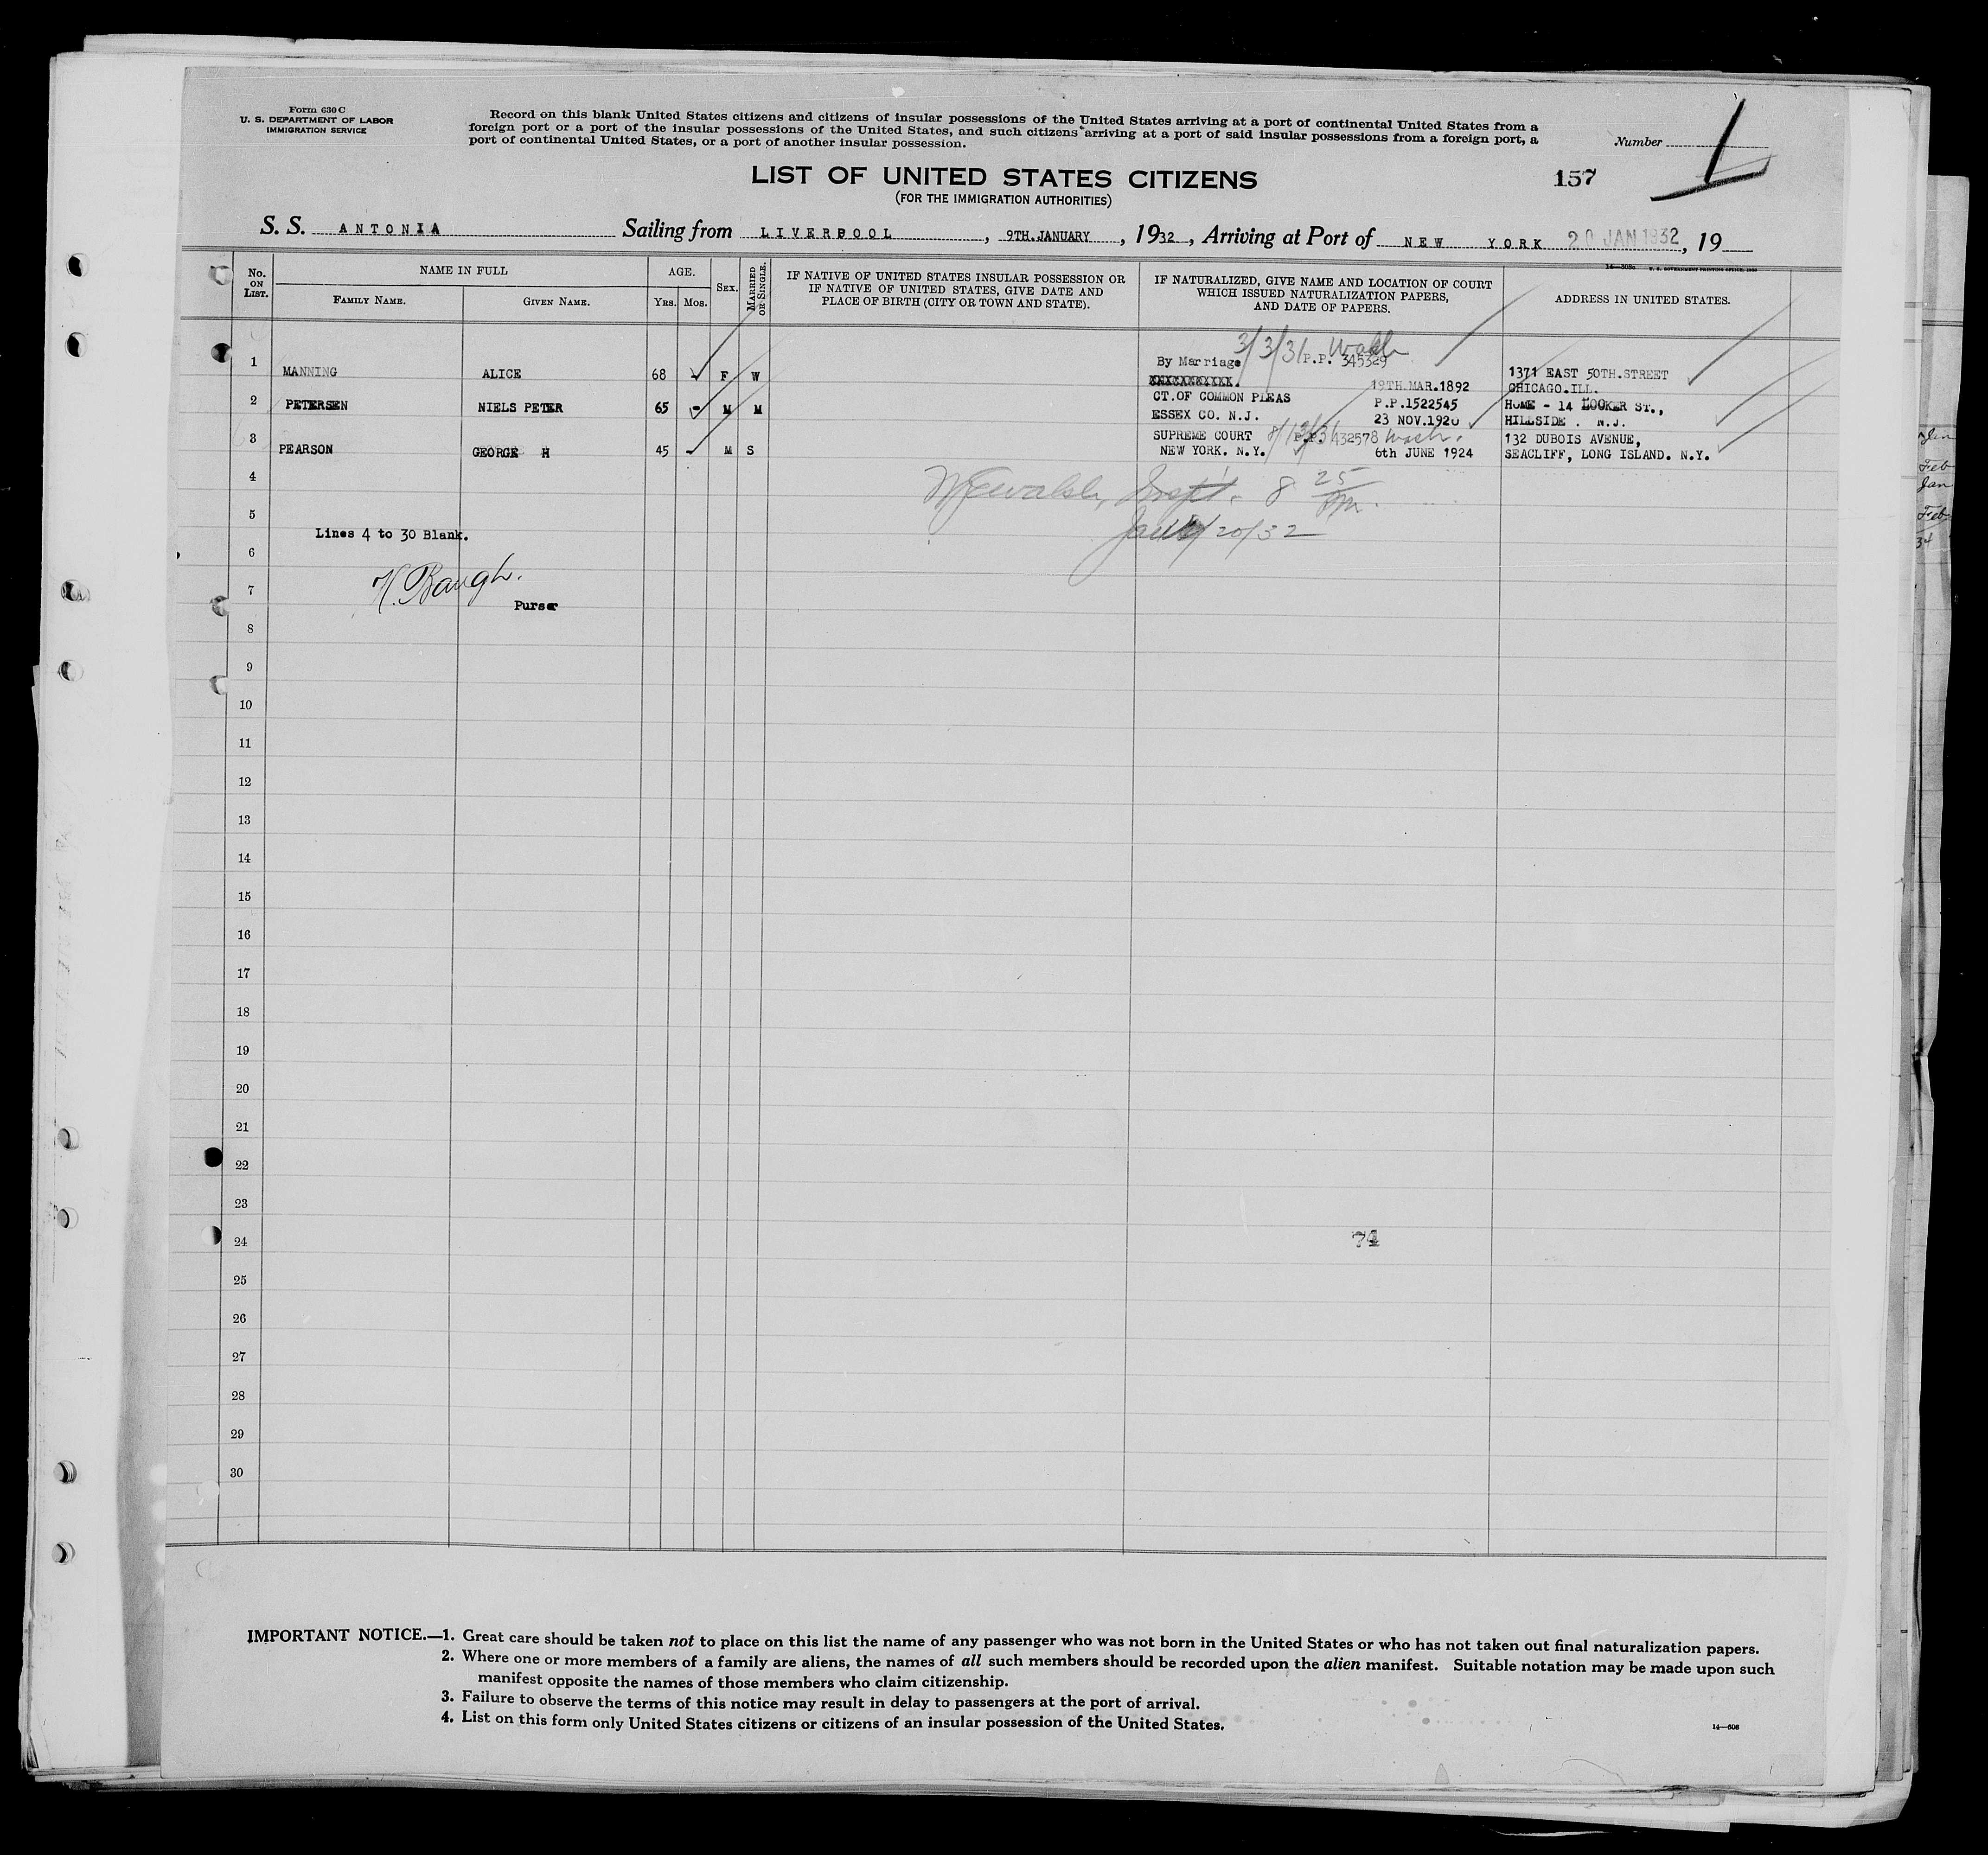 Form 630 C
U. S. DEPARTMENT OF LABOR
IMMIGRATION SERVICE
Record on this blank United States citizens and citizens of insular possessions of the United States arriving at a port of continental United States from a
foreign port or a port of the insular possessions of the United States, and such citizens arriving at a port of said insular possessions from a foreign port, a
port of continental United States, or a port of another insular possession.
Number 1
LIST OF UNITED STATES CITIZENS
157
(FOR THE IMMIGRATION AUTHORITIES)
S. S. ANTONIA Sailing from LIVERPOOL, 9TH.JANUARY, 1932, Arriving at Port of NEW YORK 20 JAN 1932, 19
No. ON LIST.
NAME IN FULL
FAMILY NAME.
GIVEN NAME.
AGE.
YRS. MOS.
SEX.
MARRIED OR SINGLE.
IF NATIVE OF UNITED STATES INSULAR POSSESSION OR
IF NATIVE OF UNITED STATES, GIVE DATE AND
PLACE OF BIRTH (CITY OR TOWN AND STATE).
IF NATURALIZED, GIVE NAME AND LOCATION OF COURT
WHICH ISSUED NATURALIZATION PAPERS,
AND DATE OF PAPERS.
ADDRESS IN UNITED STATES.
3/3/31 Wash
1 MANNING ALICE 68 - F W By Marriage P.P. 345329 1371 EAST 50TH.STREET
19TH.MAR.1892 CHICAGO.ILL.
2 PETERSEN NIELS PETER 65 - M M CT.OF COMMON PLEAS P.P.1522545 HOME - 14 LOOKER ST.,
ESSEX CO. N.J. 23 NOV.1920 HILLSIDE . N.J.
3 PEARSON GEORGE H 45 - M S SUPREME COURT P.P. 432578 Wash. 132 DUBOIS AVENUE,
NEW YORK. N.Y. 6th JUNE 1924 SEACLIFF, LONG ISLAND. N.Y.
4
Walsh, Inspt. 8 25
5
Lines 4 to 30 Blank.
20/32
6
H. Baugh.
7
Purser
8
9
10
11
12
13
14
15
16
17
18
19
20
21
22
23
24
74
25
26
27
28
29
30
IMPORTANT NOTICE.—1. Great care should be taken not to place on this list the name of any passenger who was not born in the United States or who has not taken out final naturalization papers.
2. Where one or more members of a family are aliens, the names of all such members should be recorded upon the alien manifest. Suitable notation may be made upon such
manifest opposite the names of those members who claim citizenship.
3. Failure to observe the terms of this notice may result in delay to passengers at the port of arrival.
4. List on this form only United States citizens or citizens of an insular possession of the United States.
14—608